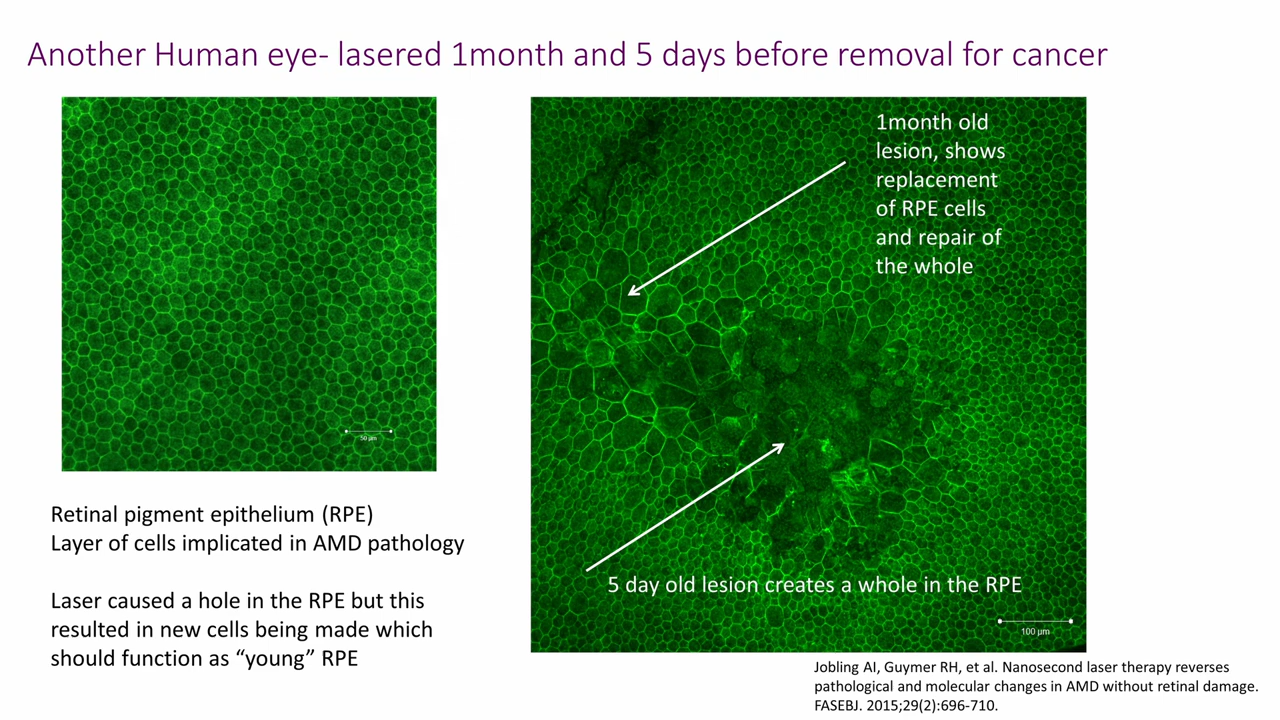 Another Human eye- lasered 1month and 5 days before removal for cancer
50 µm
1month old
lesion, shows
replacement
of RPE cells
and repair of
the whole
5 day old lesion creates a whole in the RPE
100 µm
Retinal pigment epithelium (RPE)
Layer of cells implicated in AMD pathology
Laser caused a hole in the RPE but this
resulted in new cells being made which
should function as “young” RPE
Jobling AI, Guymer RH, et al. Nanosecond laser therapy reverses
pathological and molecular changes in AMD without retinal damage.
FASEBJ. 2015;29(2):696-710.